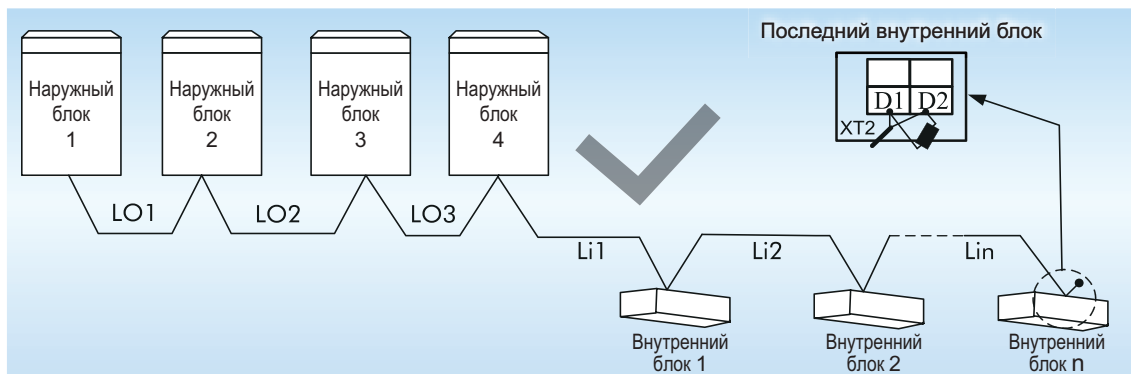 Последний внутренний блок
Наружный
блок
1
Наружный
блок
2
Наружный
блок
3
Наружный
блок
4
D1 D2
XT2
LO1
LO2
LO3
Li1
Li2
Lin
Внутренний
блок 1
Внутренний
блок 2
Внутренний
блок n